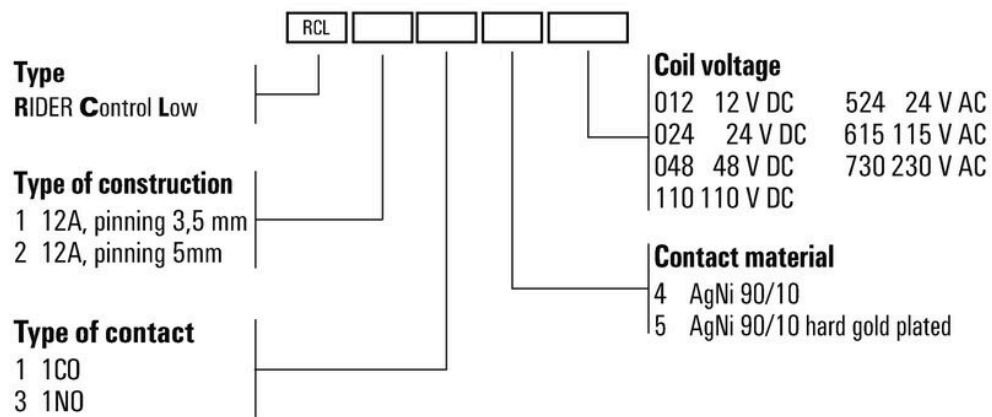 RCL
Type
RIDER Control Low
Type of construction
1 12A, pinning 3,5 mm
2 12A, pinning 5mm
Type of contact
1 1CO
3 1NO
Coil voltage
012 12 V DC 524 24 V AC
024 24 V DC 615 115 V AC
048 48 V DC 730 230 V AC
110 110 V DC
Contact material
4 AgNi 90/10
5 AgNi 90/10 hard gold plated